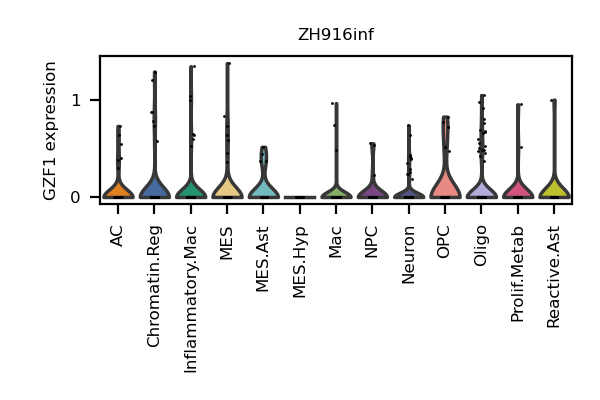 ZH916inf
GZF1 expression
1
0
AC
Chromatin.Reg
Inflammatory.Mac
MES
MES.Ast
MES.Hyp
Mac
NPC
Neuron
OPC
Oligo
Prolif.Metab
Reactive.Ast